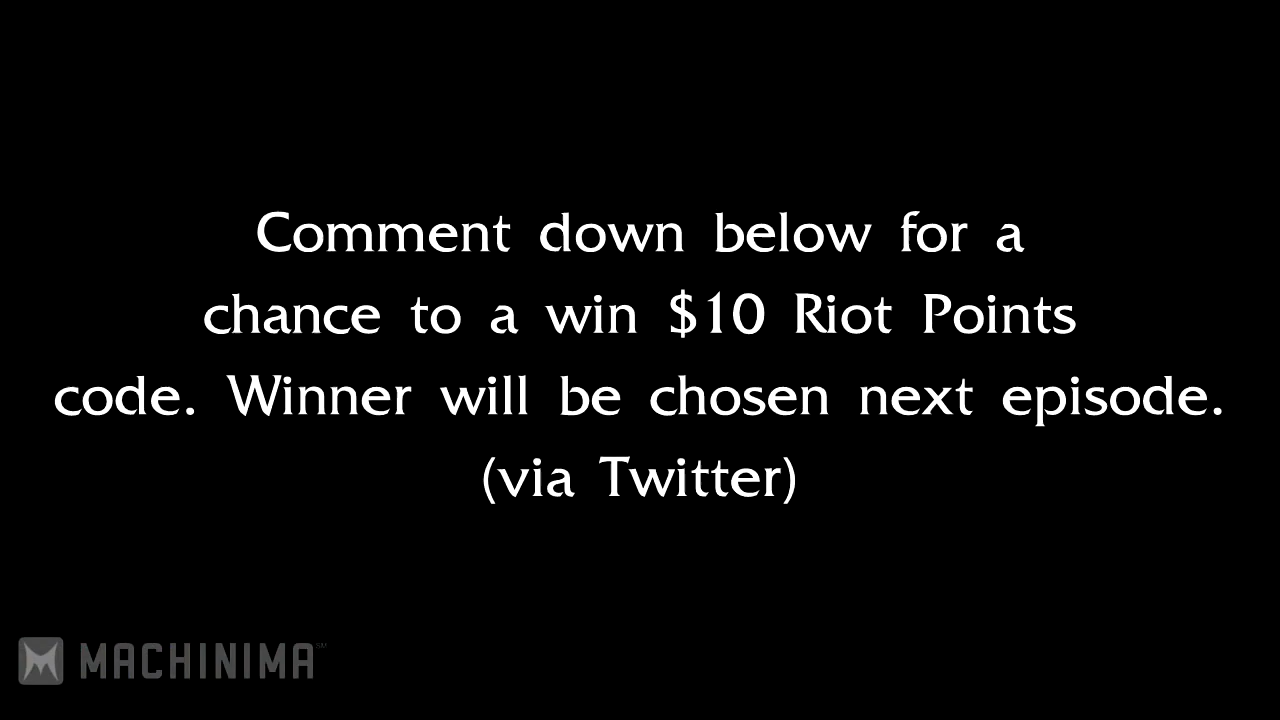 Comment down below for a
chance to a win $10 Riot Points
code. Winner will be chosen next episode.
(via Twitter)
MACHINIMA SM